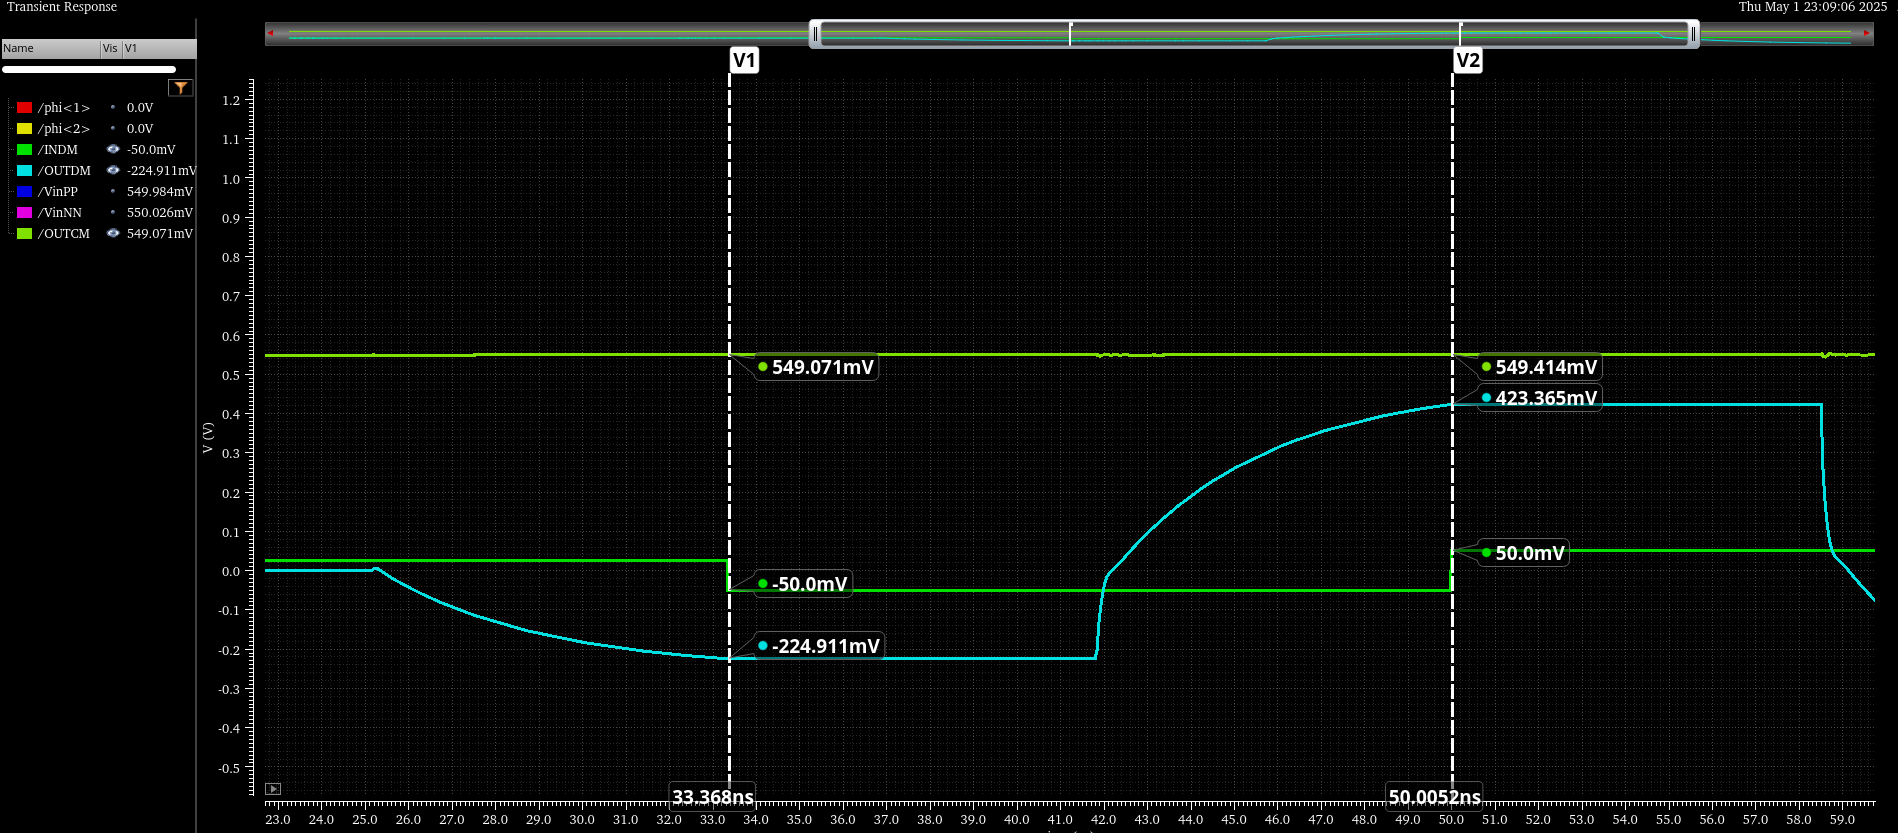 Transient Response
Thu May 1 23:09:06 2025
Name Vis V1
/phi<1> 0.0V
/phi<2> 0.0V
/INDM -50.0mV
/OUTDM -224.911mV
/VinPP 549.984mV
/VinNN 550.026mV
/OUTCM 549.071mV
V1
V2
V (V)
1.2
1.1
1.0
0.9
0.8
0.7
0.6
0.5
0.4
0.3
0.2
0.1
0.0
-0.1
-0.2
-0.3
-0.4
-0.5
549.071mV
549.414mV
423.365mV
50.0mV
-50.0mV
-224.911mV
33.368ns
50.0052ns
23.0 24.0 25.0 26.0 27.0 28.0 29.0 30.0 31.0 32.0 33.0 34.0 35.0 36.0 37.0 38.0 39.0 40.0 41.0 42.0 43.0 44.0 45.0 46.0 47.0 48.0 49.0 50.0 51.0 52.0 53.0 54.0 55.0 56.0 57.0 58.0 59.0